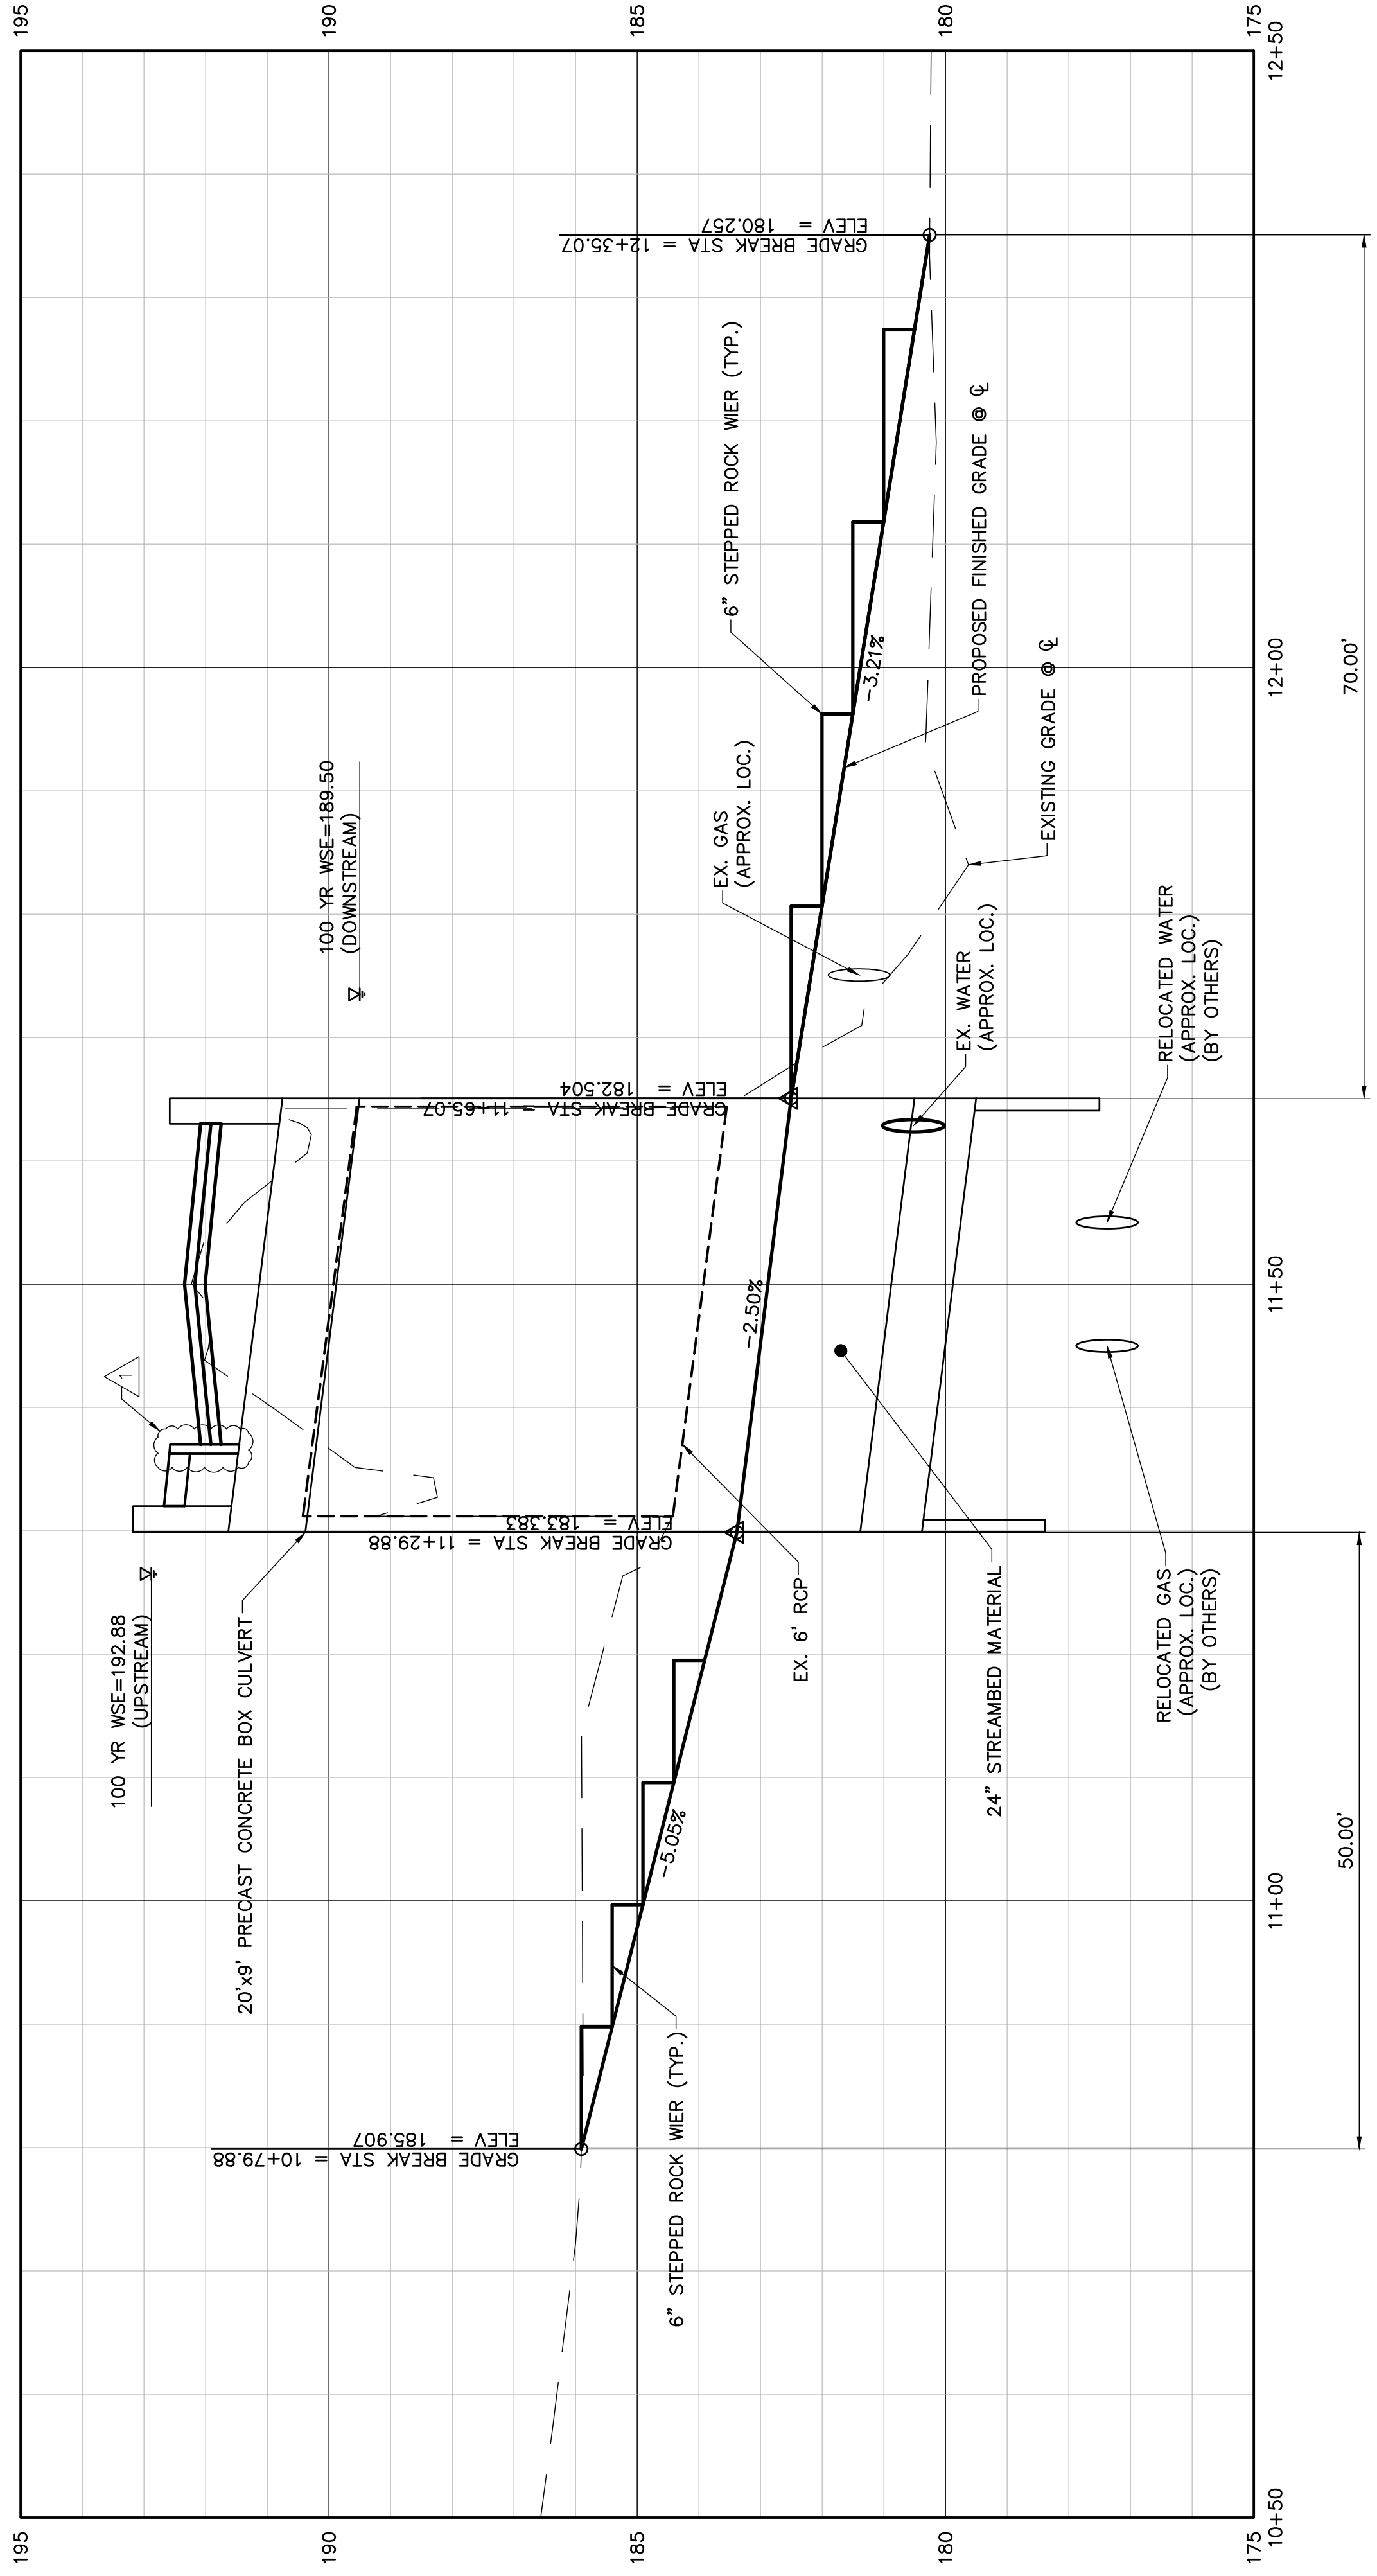 195
190
185
180
175
195
190
185
180
175
10+50
11+00
11+50
12+00
12+50
100 YR WSE=192.88
(UPSTREAM)
20'x9' PRECAST CONCRETE BOX CULVERT
1
100 YR WSE=189.50
(DOWNSTREAM)
GRADE BREAK STA = 10+79.88
ELEV = 185.907
GRADE BREAK STA = 11+29.88
ELEV = 183.383
GRADE BREAK STA = 11+65.07
ELEV = 182.504
GRADE BREAK STA = 12+35.07
ELEV = 180.257
6" STEPPED ROCK WIER (TYP.)
-5.05%
-2.50%
-3.21%
6" STEPPED ROCK WIER (TYP.)
EX. GAS
(APPROX. LOC.)
EX. 6' RCP
24" STREAMBED MATERIAL
EX. WATER
(APPROX. LOC.)
PROPOSED FINISHED GRADE @ ℄
EXISTING GRADE @ ℄
RELOCATED GAS
(APPROX. LOC.)
(BY OTHERS)
RELOCATED WATER
(APPROX. LOC.)
(BY OTHERS)
50.00'
70.00'